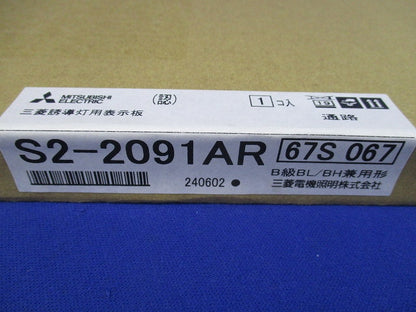 MITSUBISHI
ELECTRIC
(認)
1コ入
三菱誘導灯用表示板
通路
S2-2091AR
67S 067
240602
B級BL/BH兼用形
三菱電機照明株式会社